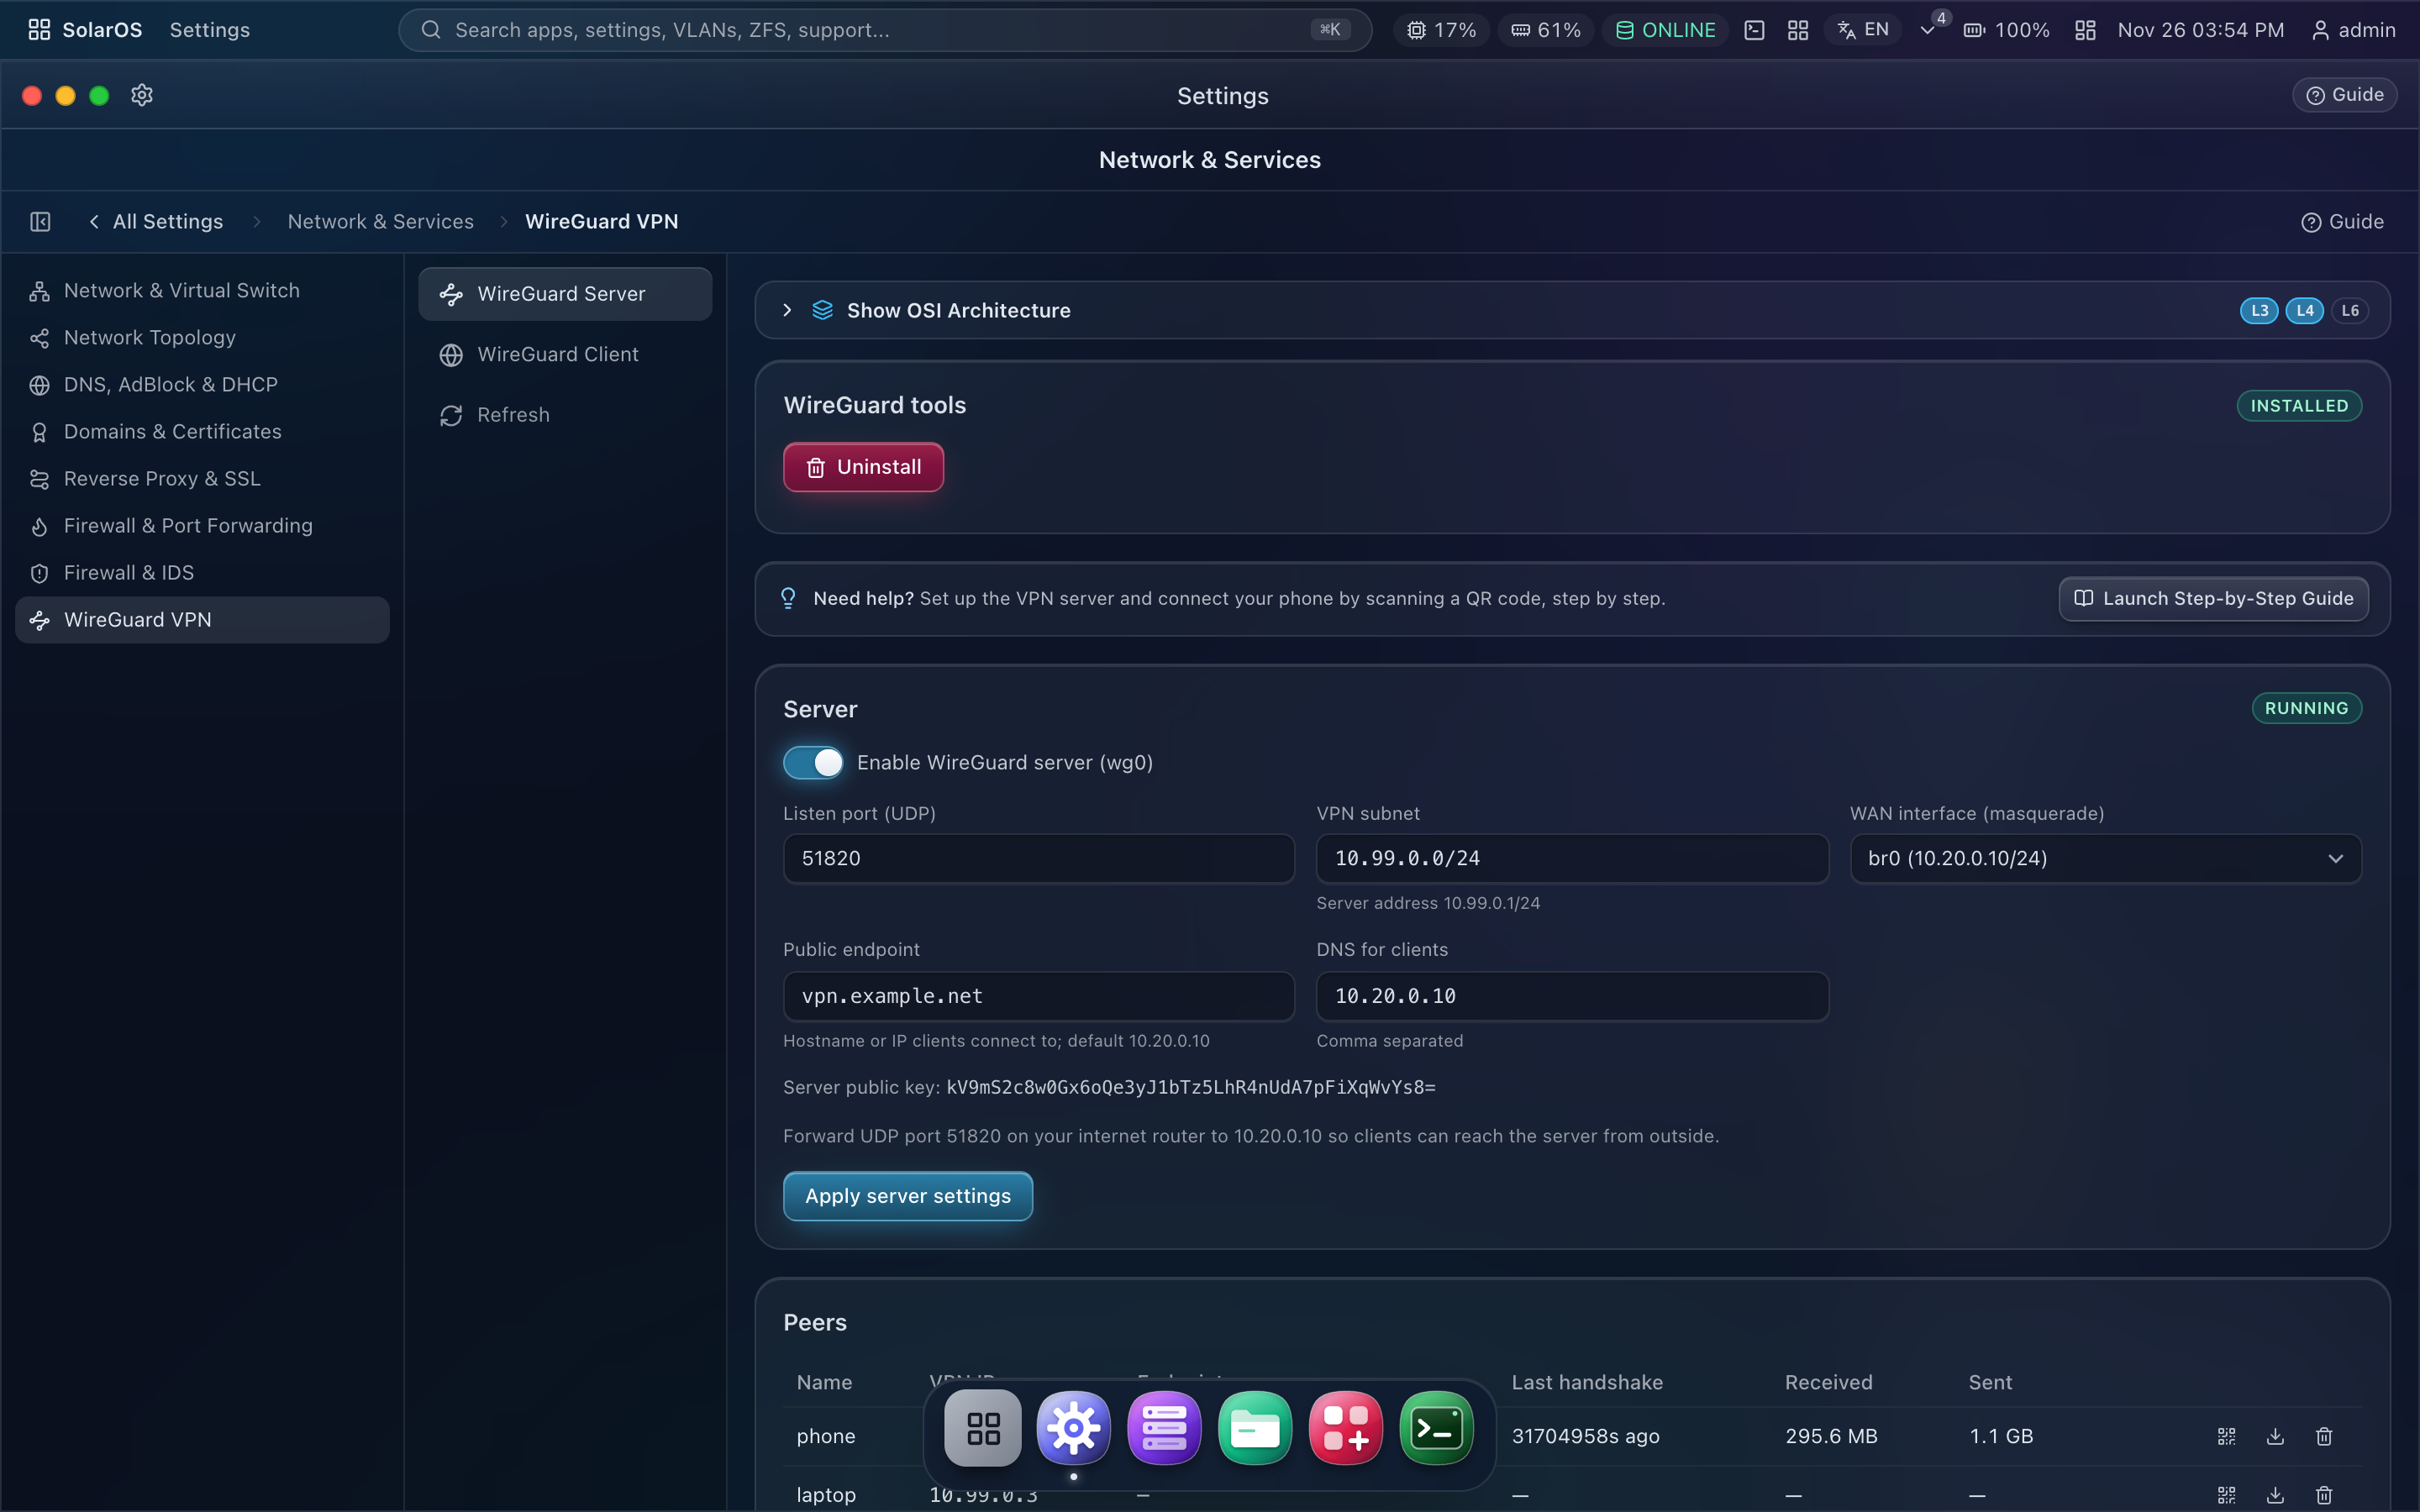 SolarOS Settings Search apps, settings, VLANs, ZFS, support... ⌘K 17% 61% ONLINE EN 4 100% Nov 26 03:54 PM admin
Settings Guide
Network & Services
All Settings Network & Services WireGuard VPN Guide
Network & Virtual Switch
Network Topology
DNS, AdBlock & DHCP
Domains & Certificates
Reverse Proxy & SSL
Firewall & Port Forwarding
Firewall & IDS
WireGuard VPN
WireGuard Server
WireGuard Client
Refresh
Show OSI Architecture L3 L4 L6
WireGuard tools INSTALLED
Uninstall
Need help? Set up the VPN server and connect your phone by scanning a QR code, step by step. Launch Step-by-Step Guide
Server RUNNING
Enable WireGuard server (wg0)
Listen port (UDP) VPN subnet WAN interface (masquerade)
51820 10.99.0.0/24 br0 (10.20.0.10/24)
Server address 10.99.0.1/24
Public endpoint DNS for clients
vpn.example.net 10.20.0.10
Hostname or IP clients connect to; default 10.20.0.10 Comma separated
Server public key: kV9mS2c8w0Gx6oQe3yJ1bTz5LhR4nUdA7pFiXqWvYs8=
Forward UDP port 51820 on your internet router to 10.20.0.10 so clients can reach the server from outside.
Apply server settings
Peers
Name Last handshake Received Sent
phone 31704958s ago 295.6 MB 1.1 GB
laptop 10.99.0.3 — — — —